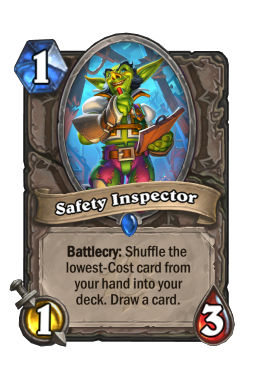 1
Safety Inspector
Battlecry: Shuffle the
lowest-Cost card from
your hand into your
deck. Draw a card.
1
3